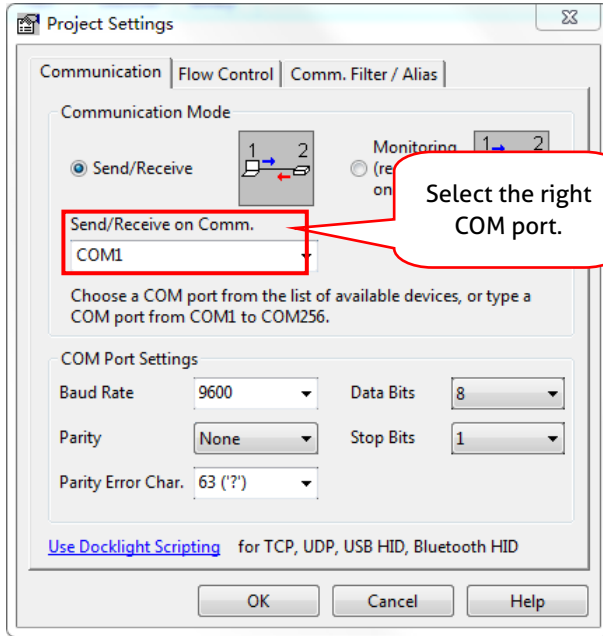 Project Settings
Communication
Flow Control
Comm. Filter / Alias
Communication Mode
Send/Receive
1 2
Monitoring
1 2
on
Send/Receive on Comm.
COM1
Select the right
COM port.
Choose a COM port from the list of available devices, or type a
COM port from COM1 to COM256.
COM Port Settings
Baud Rate 9600 Data Bits 8
Parity None Stop Bits 1
Parity Error Char. 63 ('?')
Use Docklight Scripting for TCP, UDP, USB HID, Bluetooth HID
OK Cancel Help